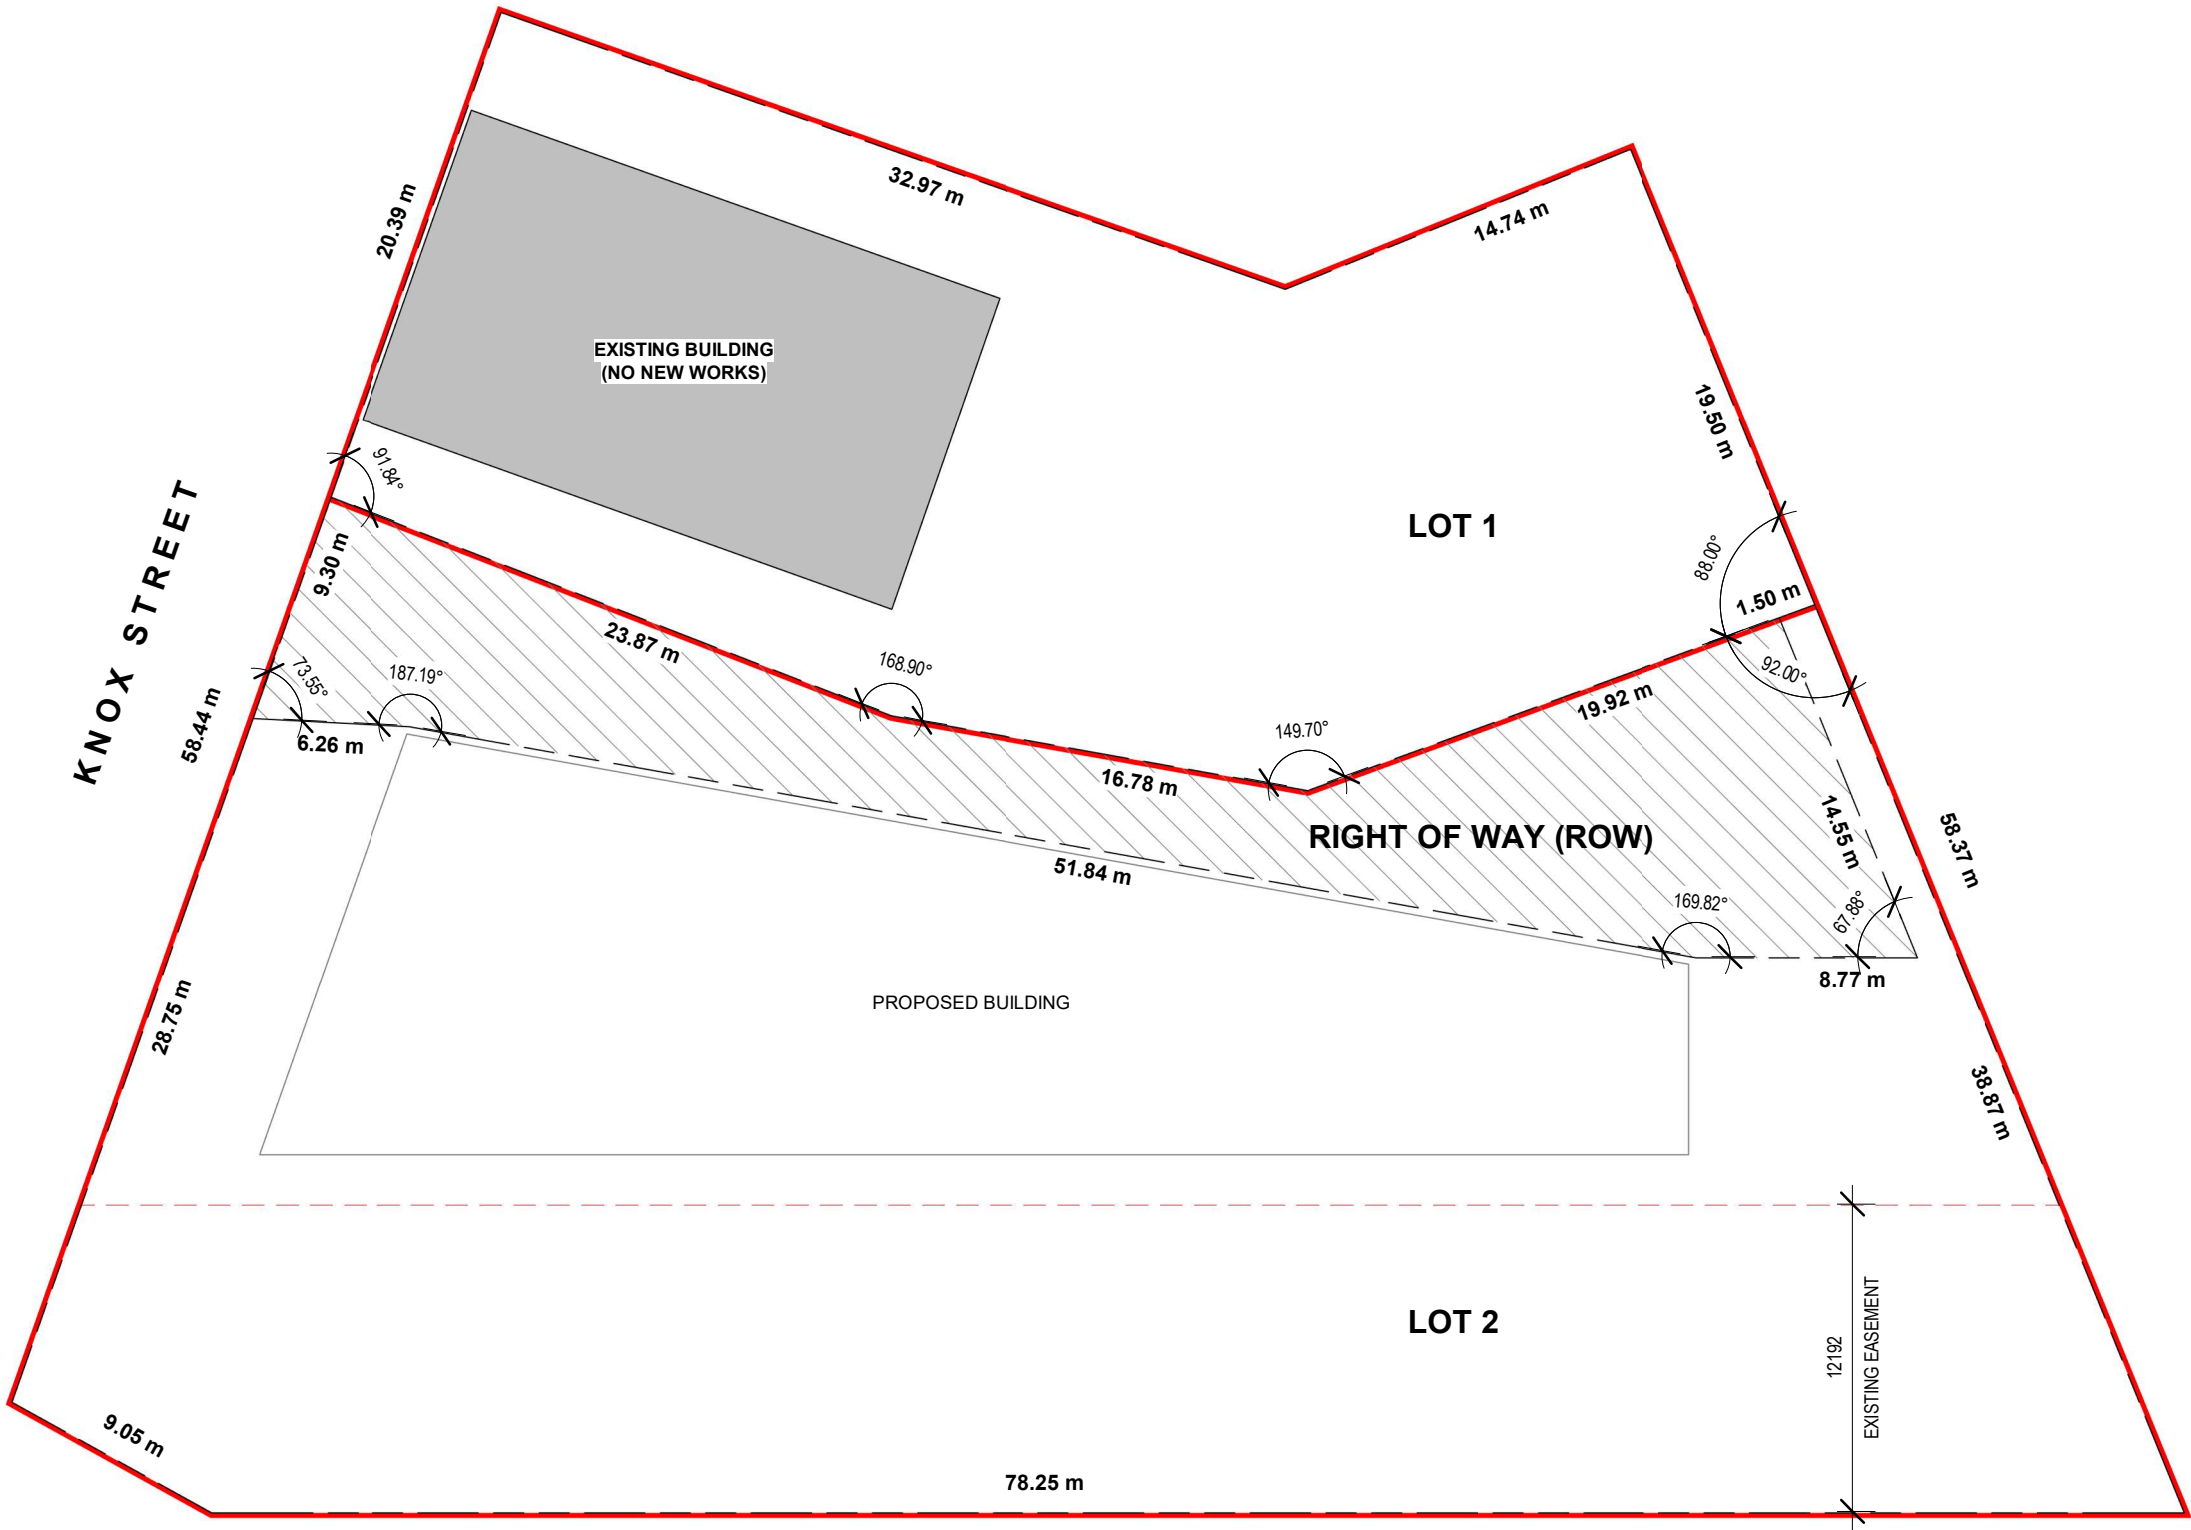 32.97 m
14.74 m
20.39 m
EXISTING BUILDING
(NO NEW WORKS)
19.50 m
91.84°
LOT 1
KNOX STREET
9.30 m
88.00°
1.50 m
23.87 m
168.90°
92.00°
73.55°
187.19°
19.92 m
58.44 m
6.26 m
149.70°
16.78 m
RIGHT OF WAY (ROW)
14.55 m
58.37 m
51.84 m
169.82°
67.88°
8.77 m
28.75 m
PROPOSED BUILDING
38.87 m
LOT 2
12192
EXISTING EASEMENT
9.05 m
78.25 m